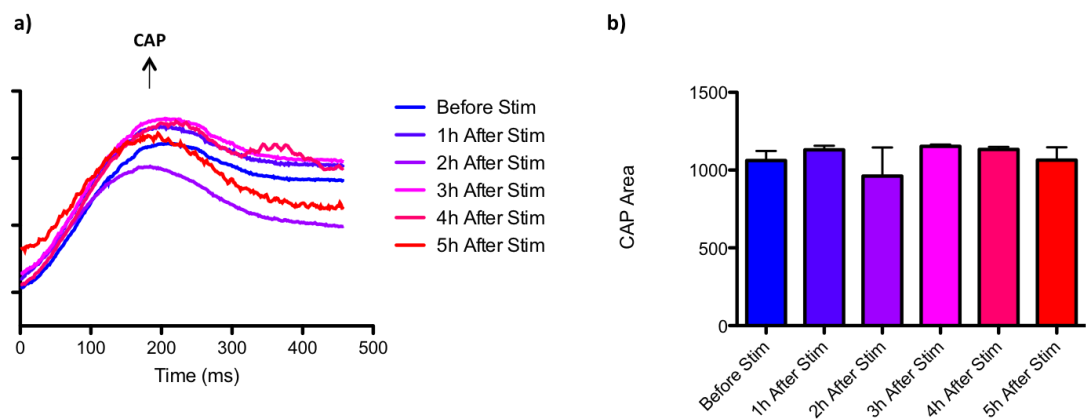 a)
CAP
Before Stim
1h After Stim
2h After Stim
3h After Stim
4h After Stim
5h After Stim
0 100 200 300 400 500
Time (ms)
b)
1500
1000
500
0
CAP Area
Before Stim
1h After Stim
2h After Stim
3h After Stim
4h After Stim
5h After Stim